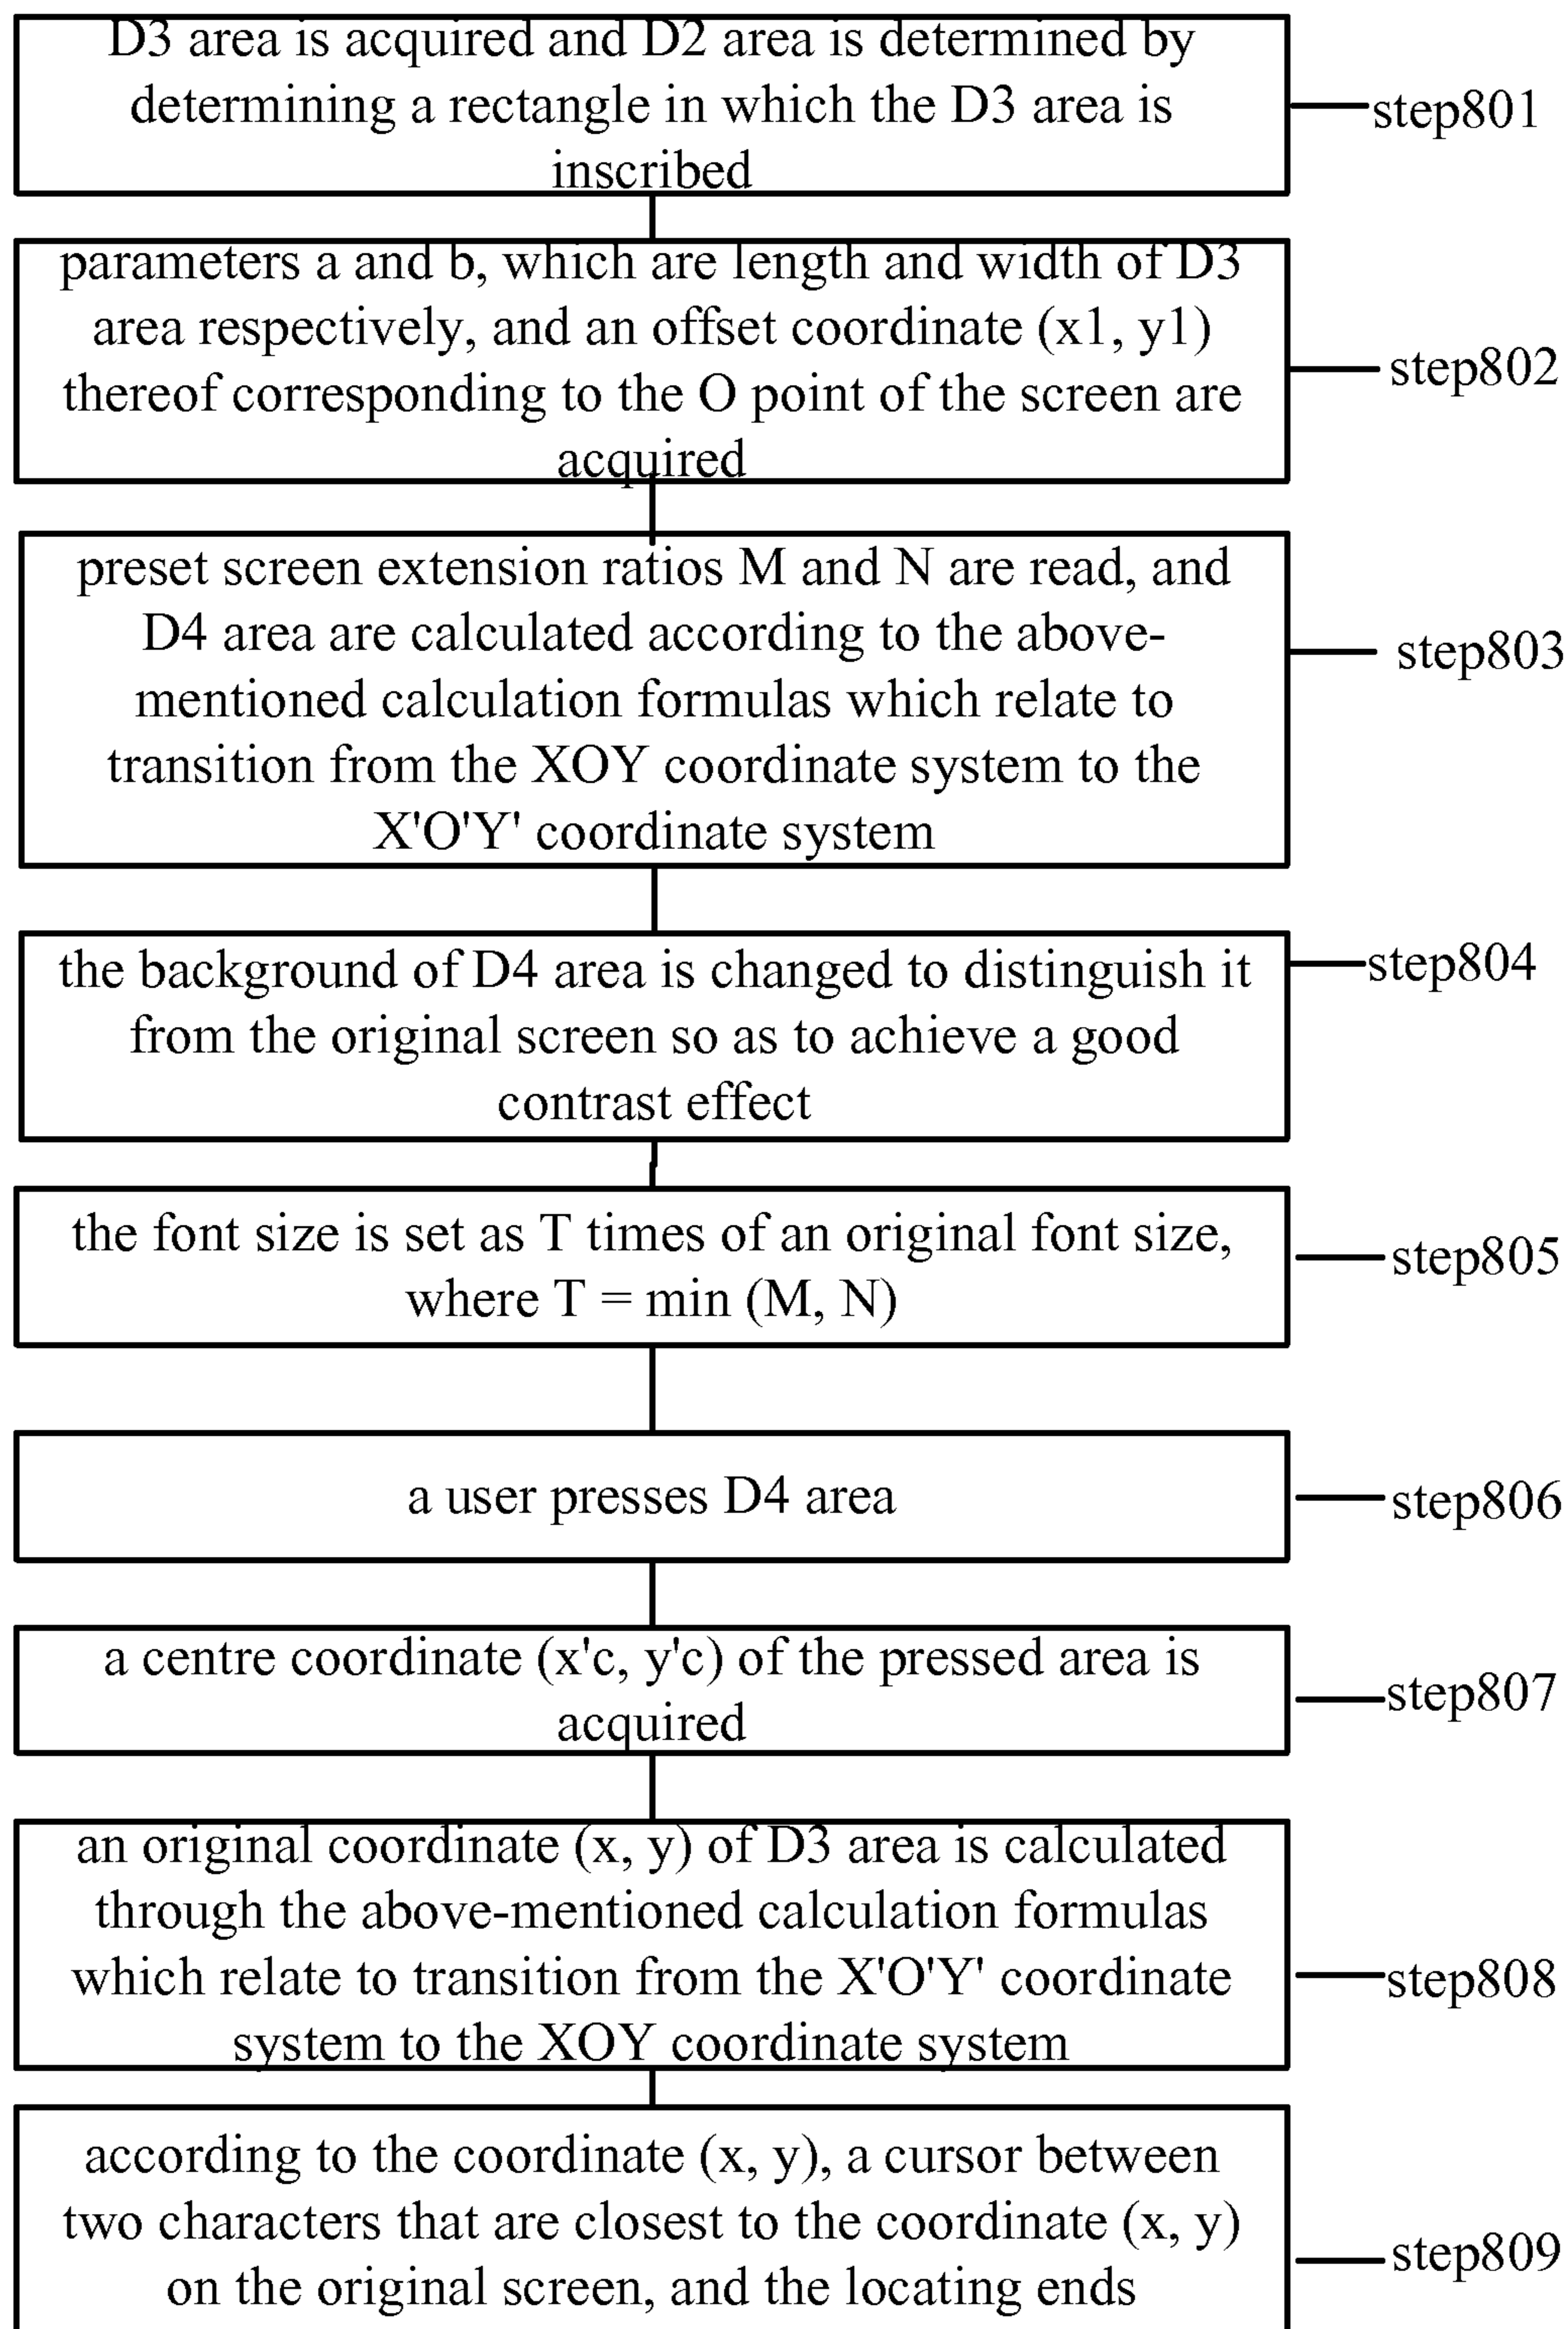 D3 area is acquired and D2 area is determined by
determining a rectangle in which the D3 area is
inscribed
step801
parameters a and b, which are length and width of D3
area respectively, and an offset coordinate (x1, y1)
thereof corresponding to the O point of the screen are
acquired
step802
preset screen extension ratios M and N are read, and
D4 area are calculated according to the above-
mentioned calculation formulas which relate to
transition from the XOY coordinate system to the
X'O'Y' coordinate system
step803
the background of D4 area is changed to distinguish it
from the original screen so as to achieve a good
contrast effect
step804
the font size is set as T times of an original font size,
where T = min (M, N)
step805
a user presses D4 area
step806
a centre coordinate (x'c, y'c) of the pressed area is
acquired
step807
an original coordinate (x, y) of D3 area is calculated
through the above-mentioned calculation formulas
which relate to transition from the X'O'Y' coordinate
system to the XOY coordinate system
step808
according to the coordinate (x, y), a cursor between
two characters that are closest to the coordinate (x, y)
on the original screen, and the locating ends
step809